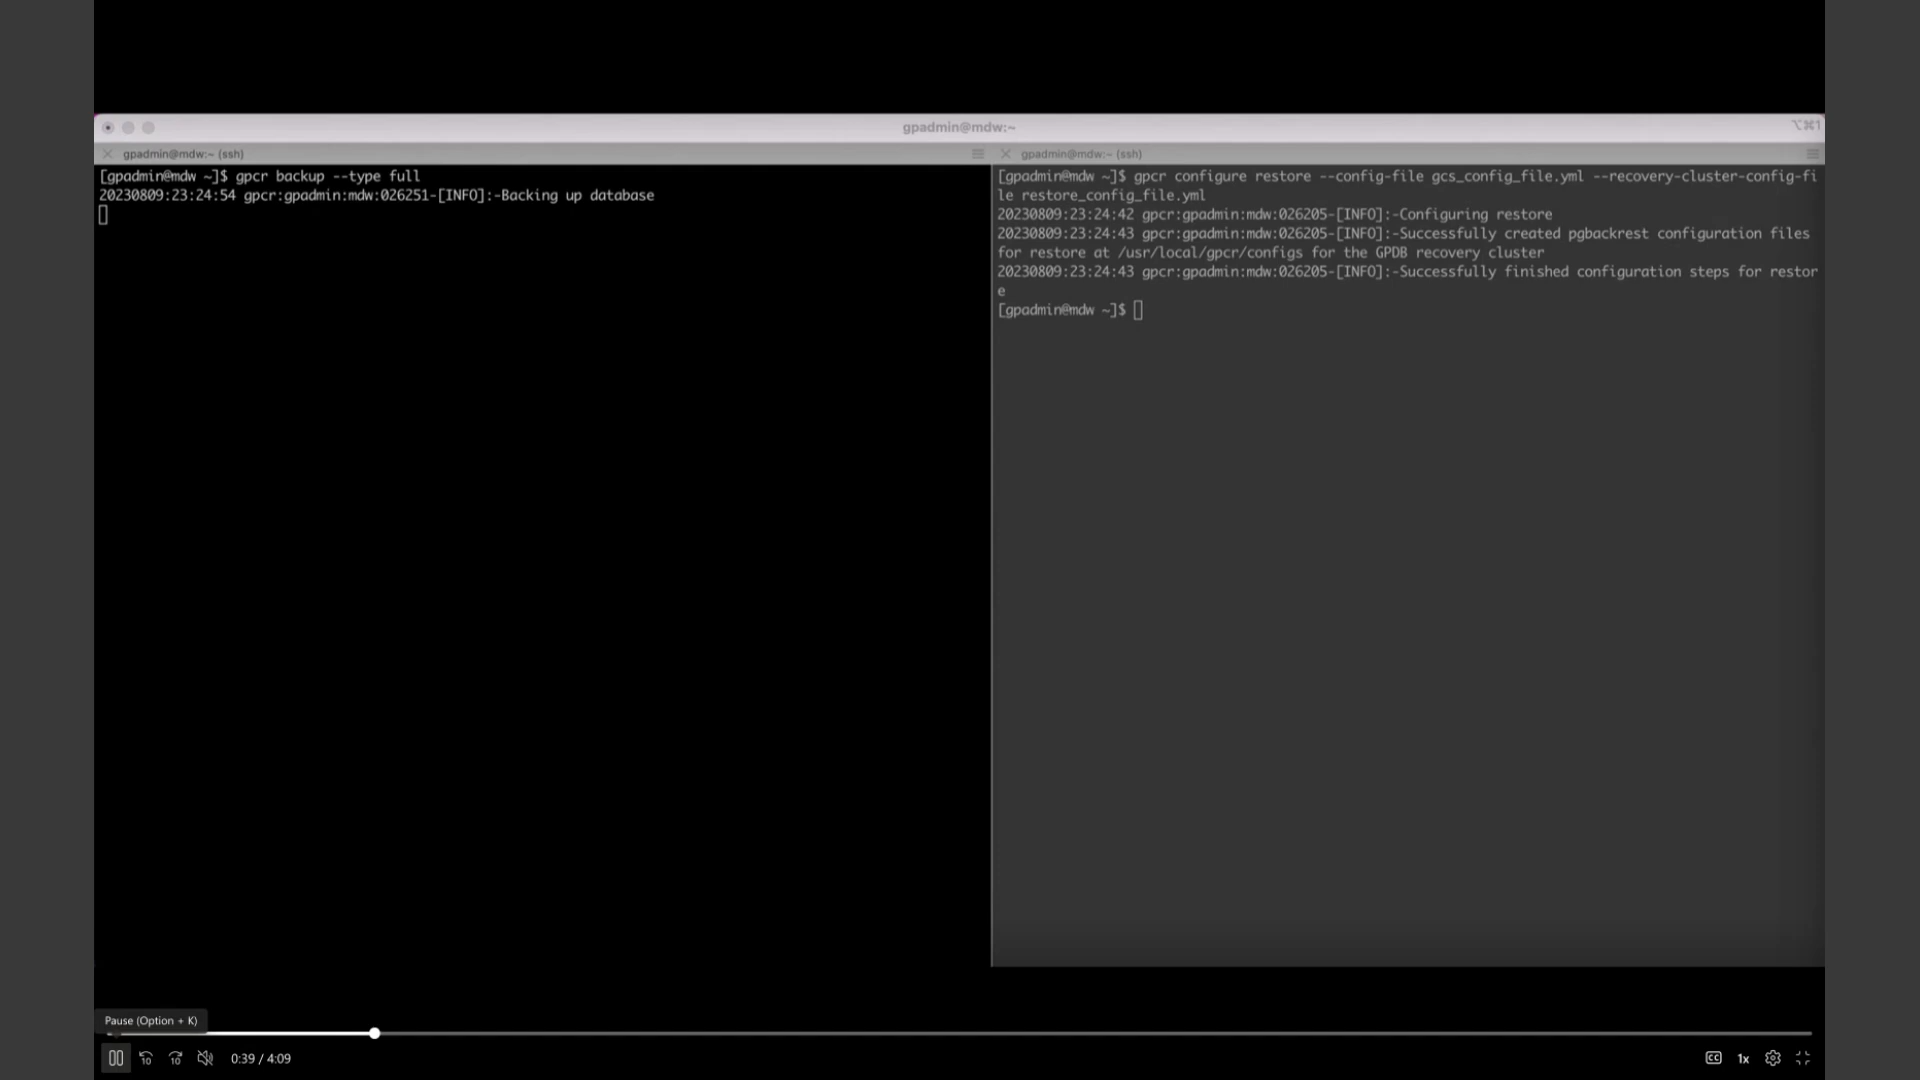 gpadmin@mdw:~
⌥⌘1
gpadmin@mdw:~ (ssh)
[gpadmin@mdw ~]$ gpcr backup --type full
20230809:23:24:54 gpcr:gpadmin:mdw:026251-[INFO]:-Backing up database
gpadmin@mdw:~ (ssh)
[gpadmin@mdw ~]$ gpcr configure restore --config-file gcs_config_file.yml --recovery-cluster-config-fi
le restore_config_file.yml
20230809:23:24:42 gpcr:gpadmin:mdw:026205-[INFO]:-Configuring restore
20230809:23:24:43 gpcr:gpadmin:mdw:026205-[INFO]:-Successfully created pgbackrest configuration files
for restore at /usr/local/gpcr/configs for the GPDB recovery cluster
20230809:23:24:43 gpcr:gpadmin:mdw:026205-[INFO]:-Successfully finished configuration steps for restor
e
[gpadmin@mdw ~]$
Pause (Option + K)
10
10
0:39 / 4:09
CC
1x